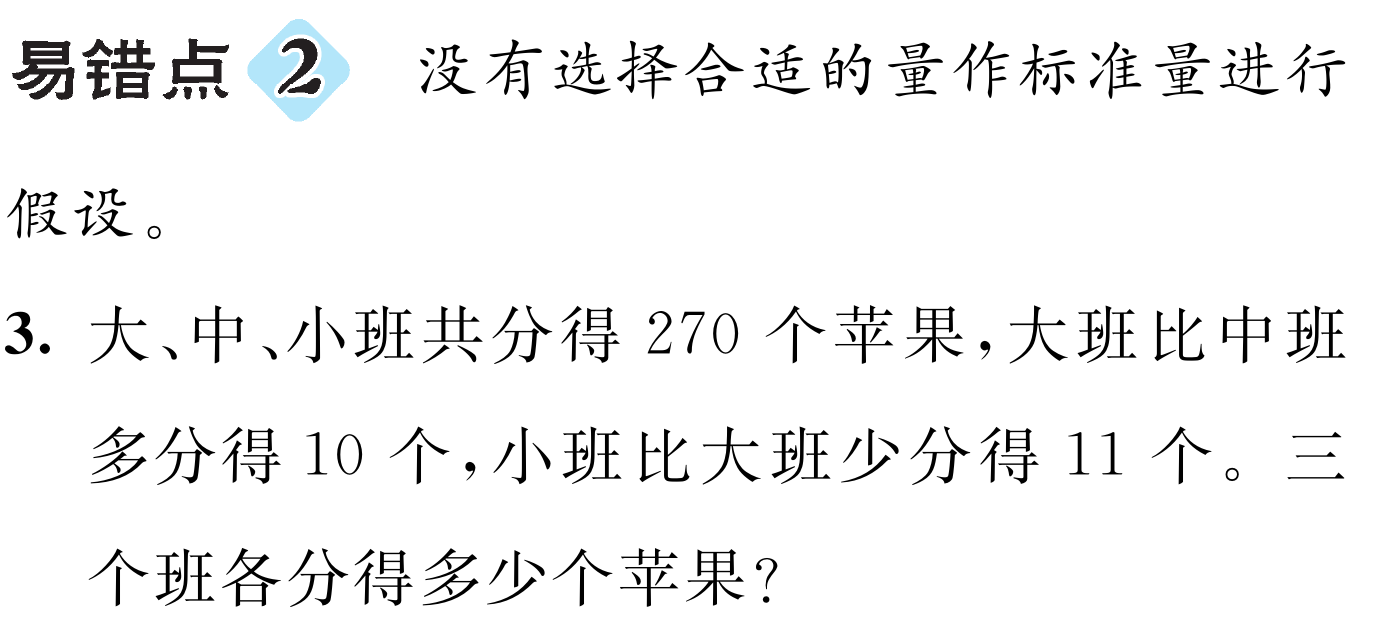 易错点 2 没有选择合适的量作标准量进行
假设。
3. 大、中、小班共分得 270 个苹果,大班比中班
多分得 10 个,小班比大班少分得 11 个。三
个班各分得多少个苹果?